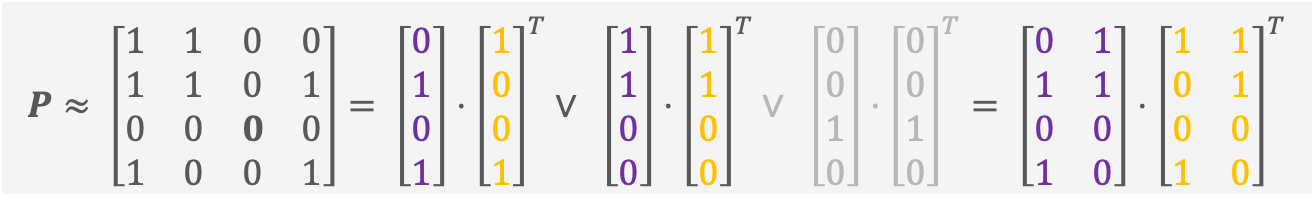 P ≈ [1 1 0 0 = [0 · [1 T ∨ [1 · [1 T ∨ [0 · [0 T = [0 1 · [1 1 T
1 1 0 1 1 0 1 1 0 0 1 1 0 1
0 0 0 0 0 0 0 0 1 1 0 0 0 0
1 0 0 1] 1] 1] 0] 0] 0] 0] 1 0] 1 0]